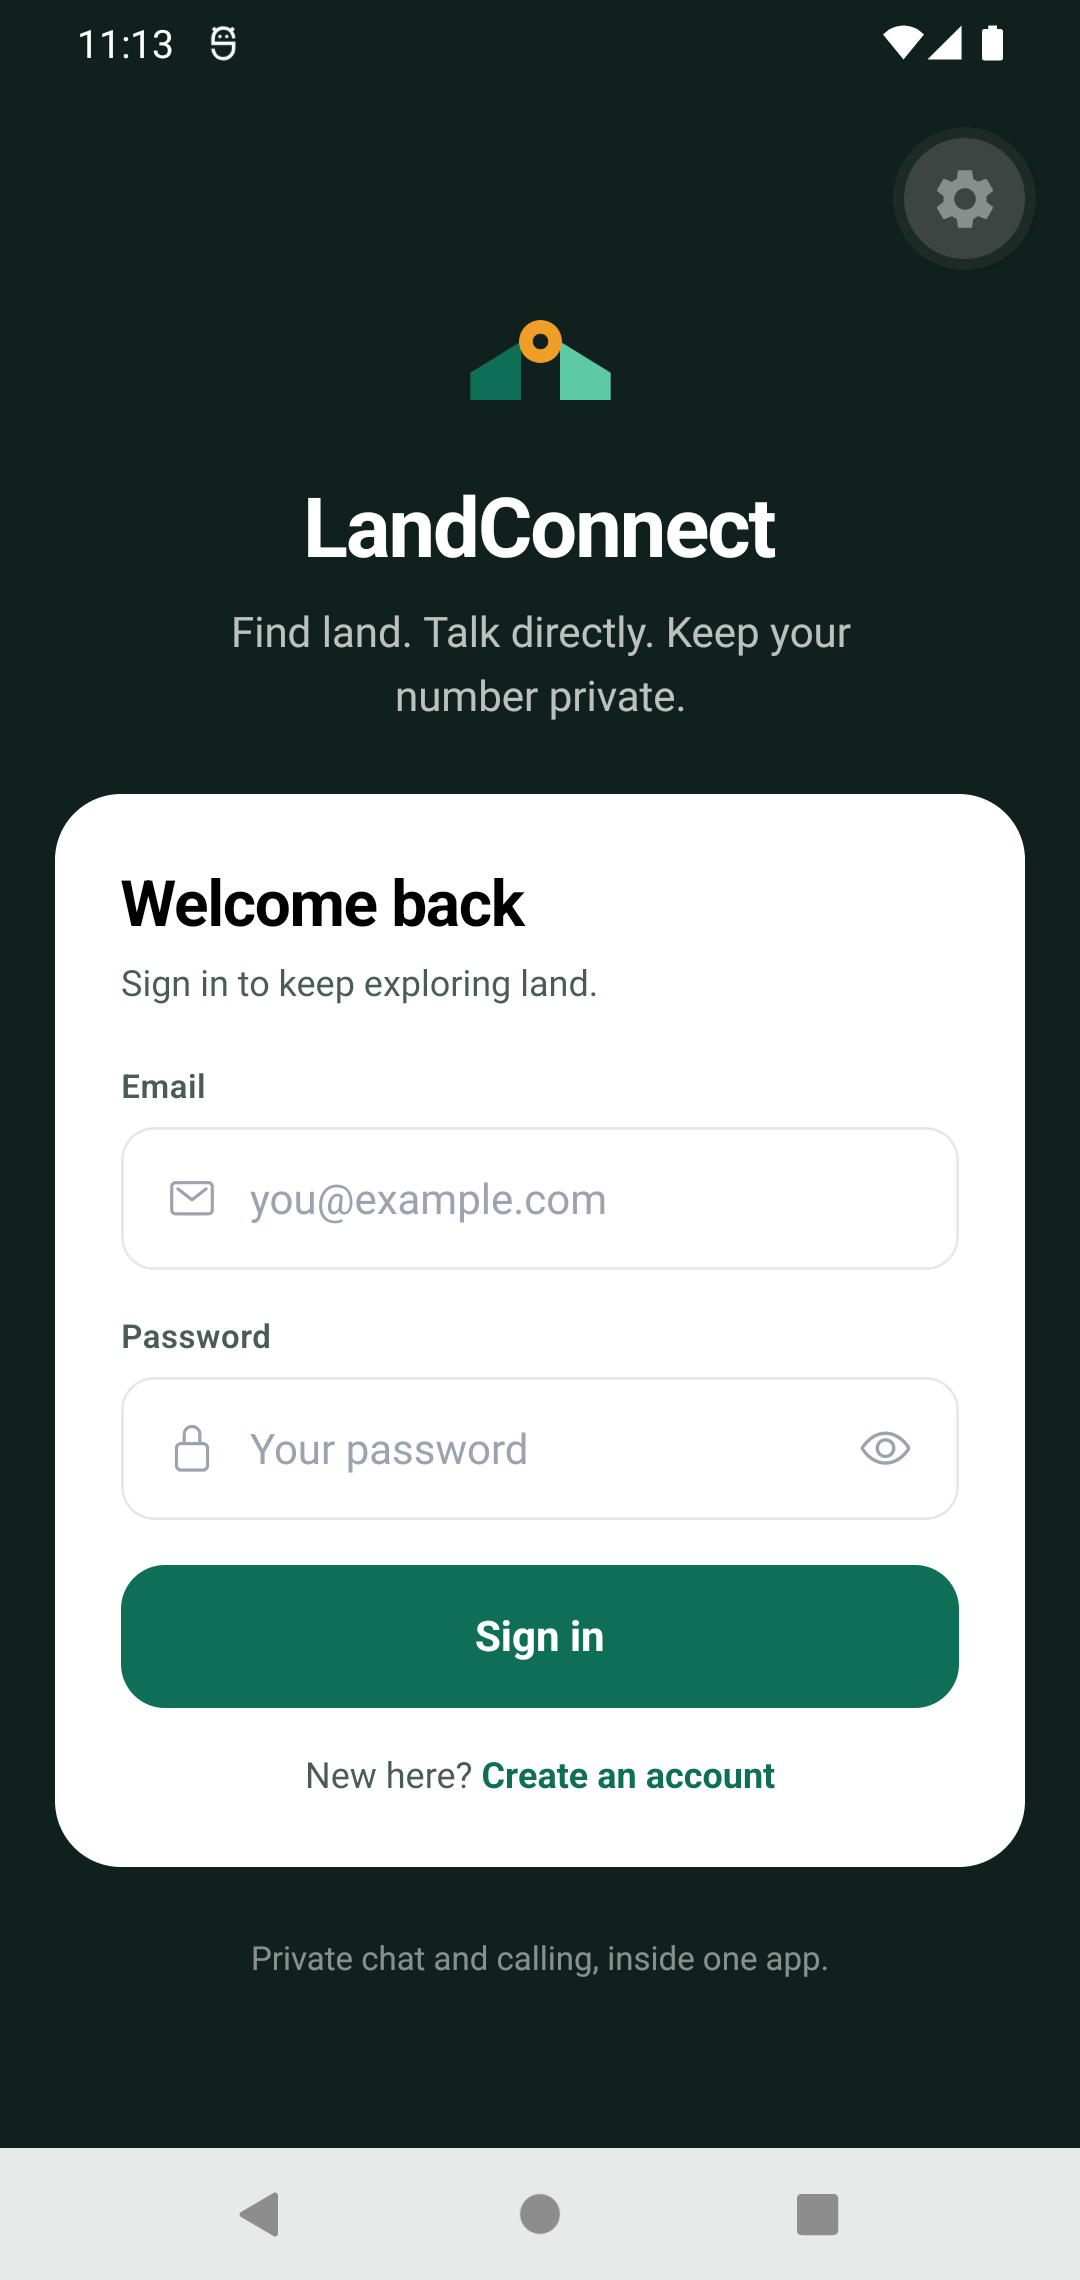 11:13
LandConnect
Find land. Talk directly. Keep your
number private.
Welcome back
Sign in to keep exploring land.
Email
you@example.com
Password
Your password
Sign in
New here? Create an account
Private chat and calling, inside one app.